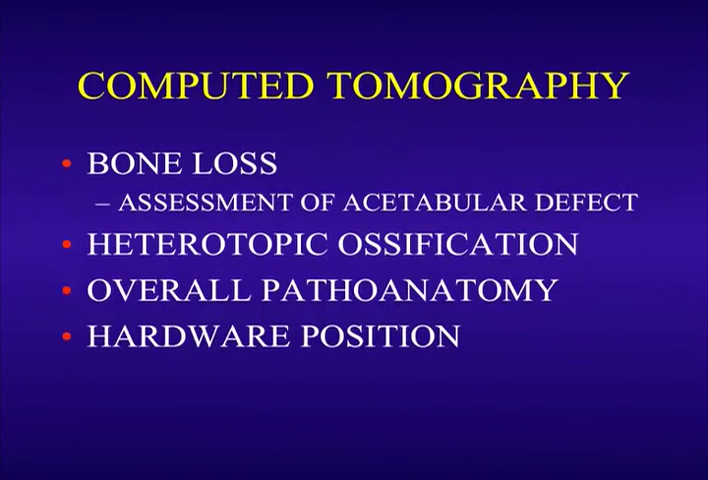 COMPUTED TOMOGRAPHY
• BONE LOSS
– ASSESSMENT OF ACETABULAR DEFECT
• HETEROTOPIC OSSIFICATION
• OVERALL PATHOANATOMY
• HARDWARE POSITION